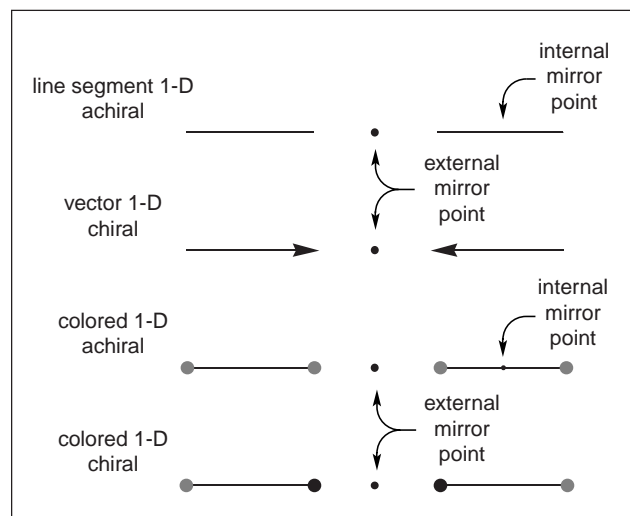 line segment 1-D
achiral
internal
mirror
point
vector 1-D
chiral
external
mirror
point
colored 1-D
achiral
internal
mirror
point
colored 1-D
chiral
external
mirror
point